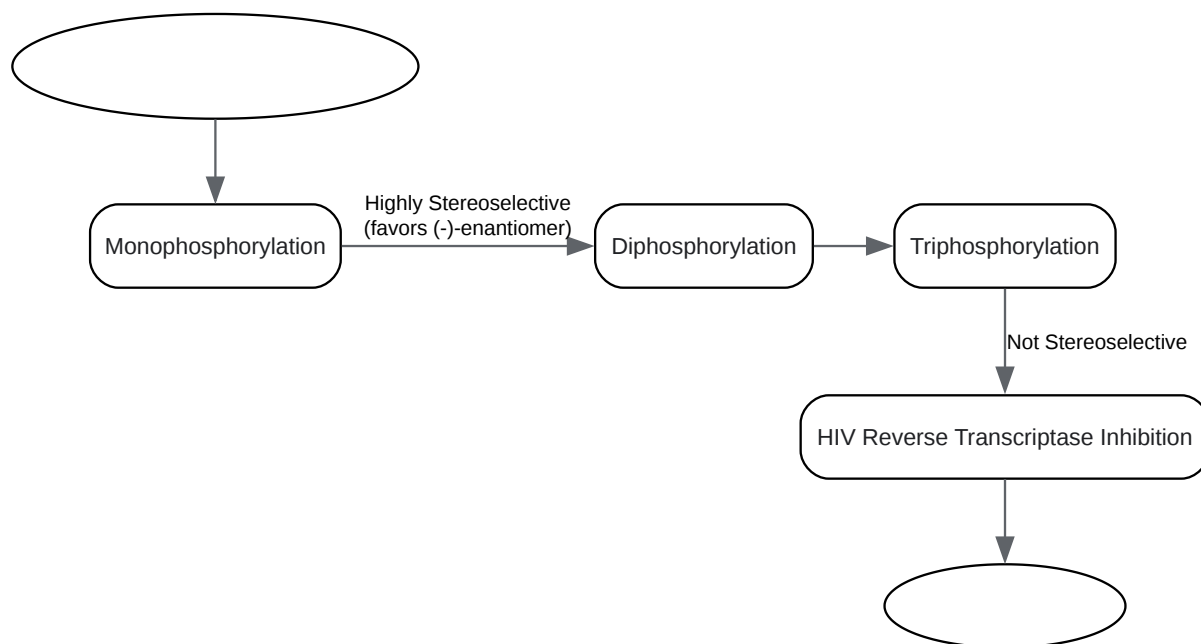 Monophosphorylation
Highly Stereoselective
(favors (-)-enantiomer)
Diphosphorylation
Triphosphorylation
Not Stereoselective
HIV Reverse Transcriptase Inhibition